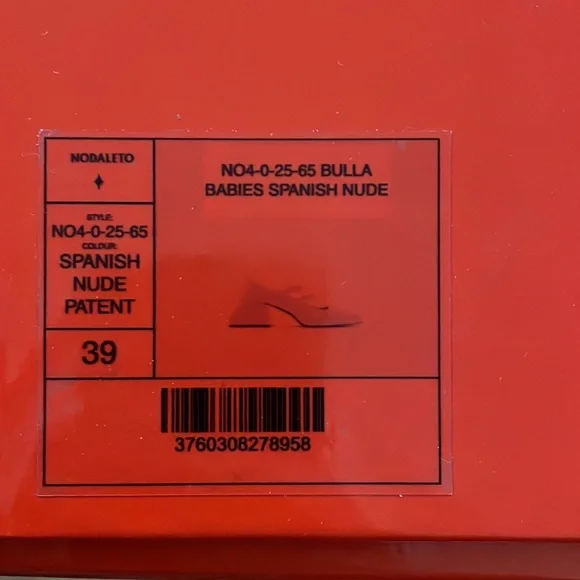 NODALETO
STYLE:
NO4-0-25-65
COLOUR:
SPANISH
NUDE
PATENT
39
NO4-0-25-65 BULLA
BABIES SPANISH NUDE
3760308278958